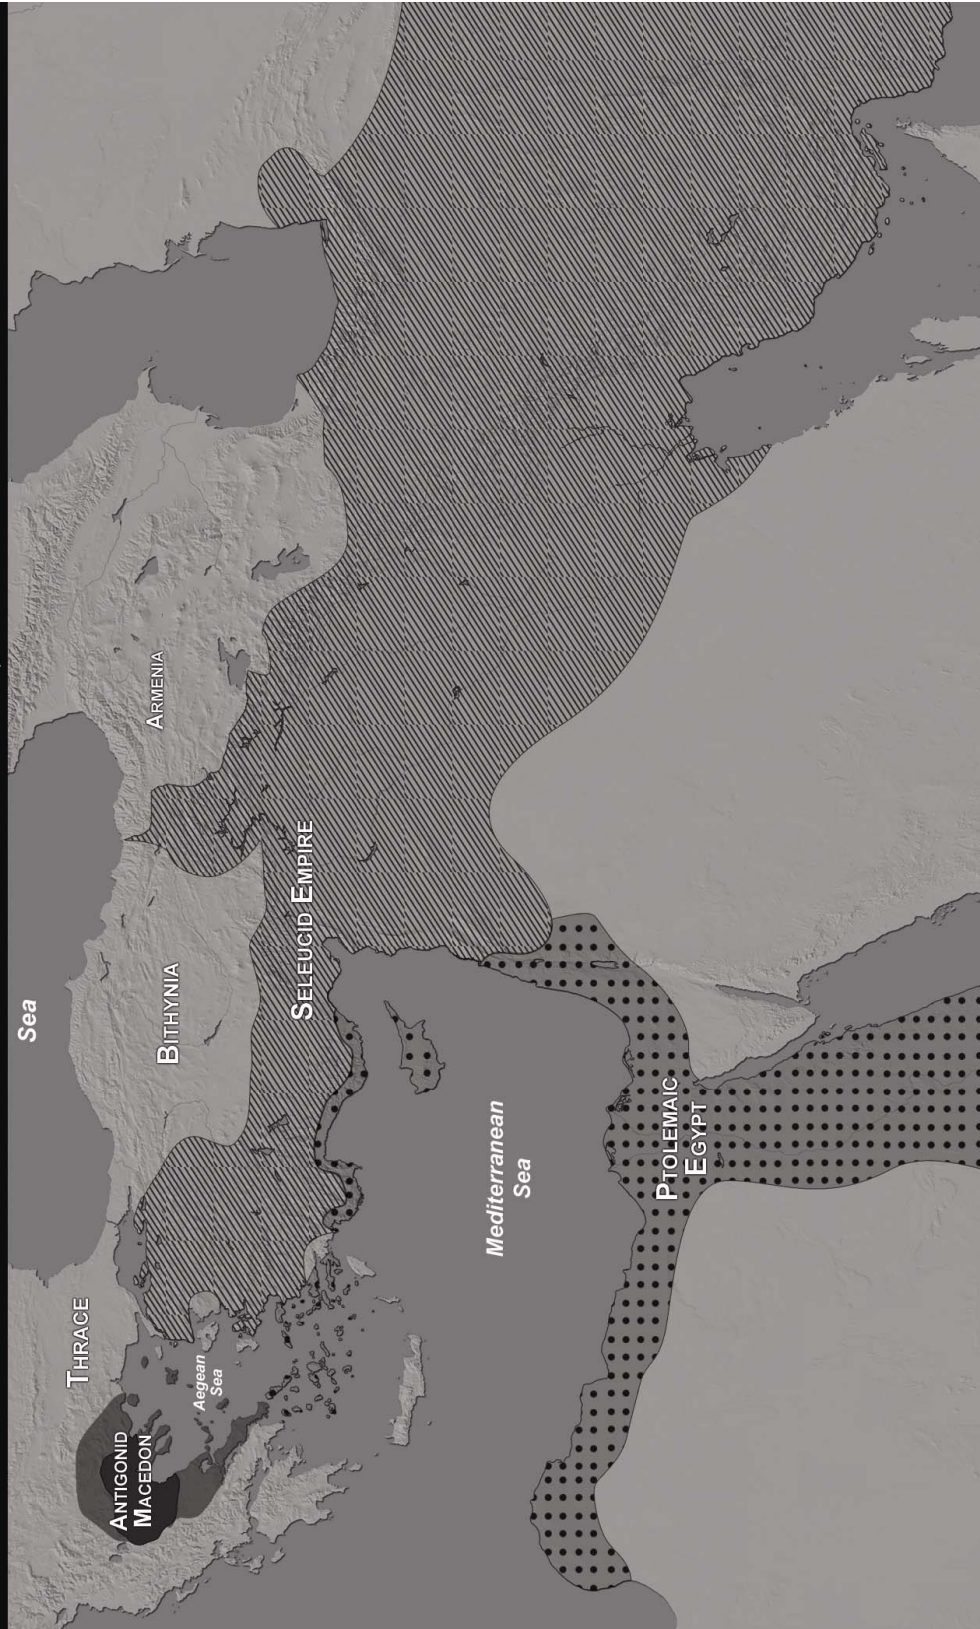 Sea
THRACE
ANTIGONID
MACEDON
Aegean
Sea
BITHYNIA
ARMENIA
SELEUCID EMPIRE
Mediterranean
Sea
PTOLEMAIC
EGYPT